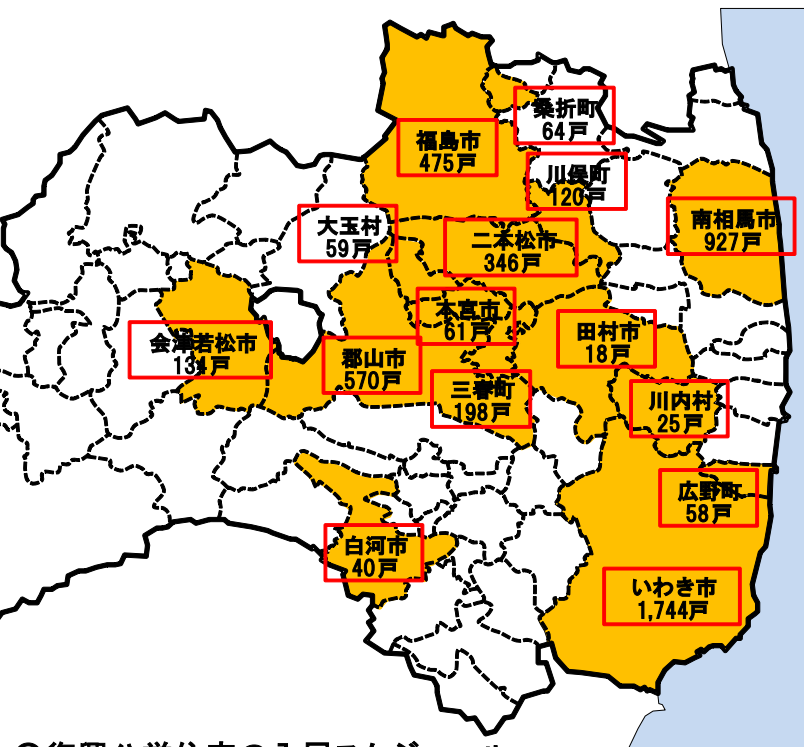 桑折町
64戸
福島市
475戸
川俣町
120戸
大玉村
59戸
南相馬市
927戸
二本松市
346戸
本宮市
61戸
田村市
18戸
会津若松市
134戸
郡山市
570戸
三春町
198戸
川内村
25戸
広野町
58戸
白河市
40戸
いわき市
1,744戸